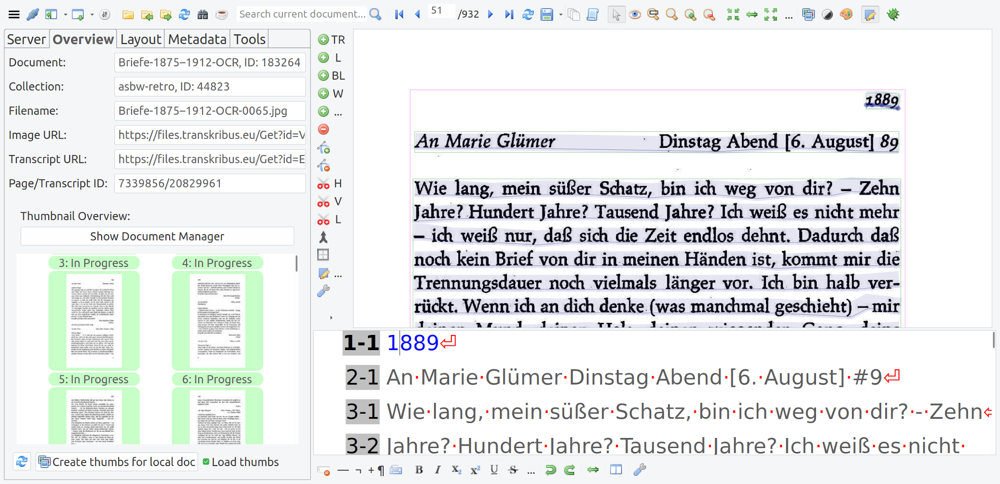 Search current document... 51 /932 ...
Server Overview Layout Metadata Tools
Document: Briefe-1875–1912-OCR, ID: 183264
Collection: asbw-retro, ID: 44823
Filename: Briefe-1875–1912-OCR-0065.jpg
Image URL: https://files.transkribus.eu/Get?id=V
Transcript URL: https://files.transkribus.eu/Get?id=E
Page/Transcript ID: 7339856/20829961
Thumbnail Overview:
Show Document Manager
3: In Progress 4: In Progress
5: In Progress 6: In Progress
Create thumbs for local doc Load thumbs
TR
L
BL
W
...
H
V
L
...
1889
An Marie Glümer Dinstag Abend [6. August] 89
Wie lang, mein süßer Schatz, bin ich weg von dir? – Zehn
Jahre? Hundert Jahre? Tausend Jahre? Ich weiß es nicht mehr
– ich weiß nur, daß sich die Zeit endlos dehnt. Dadurch daß
noch kein Brief von dir in meinen Händen ist, kommt mir die
Trennungsdauer noch vielmals länger vor. Ich bin halb ver-
rückt. Wenn ich an dich denke (was manchmal geschieht) – mir
1-1 1889⏎
2-1 An·Marie·Glümer·Dinstag·Abend·[6.·August]·#9⏎
3-1 Wie·lang,·mein·süßer·Schatz,·bin·ich·weg·von·dir?·-·Zehn
3-2 Jahre?·Hundert·Jahre?·Tausend·Jahre?·Ich·weiß·es·nicht·
— ¬ + ¶ B I X₂ X² U S ...